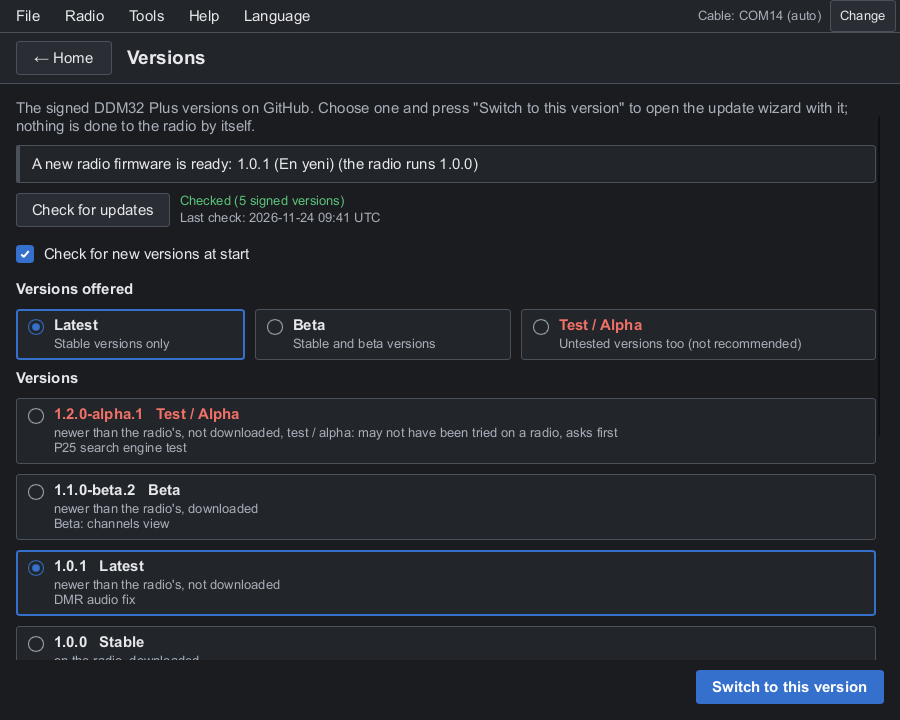 File Radio Tools Help Language Cable: COM14 (auto) Change
← Home Versions
The signed DDM32 Plus versions on GitHub. Choose one and press "Switch to this version" to open the update wizard with it;
nothing is done to the radio by itself.
A new radio firmware is ready: 1.0.1 (En yeni) (the radio runs 1.0.0)
Check for updates
Checked (5 signed versions)
Last check: 2026-11-24 09:41 UTC
Check for new versions at start
Versions offered
Latest
Stable versions only
Beta
Stable and beta versions
Test / Alpha
Untested versions too (not recommended)
Versions
1.2.0-alpha.1 Test / Alpha
newer than the radio's, not downloaded, test / alpha: may not have been tried on a radio, asks first
P25 search engine test
1.1.0-beta.2 Beta
newer than the radio's, downloaded
Beta: channels view
1.0.1 Latest
newer than the radio's, not downloaded
DMR audio fix
1.0.0 Stable
on the radio, downloaded
Switch to this version